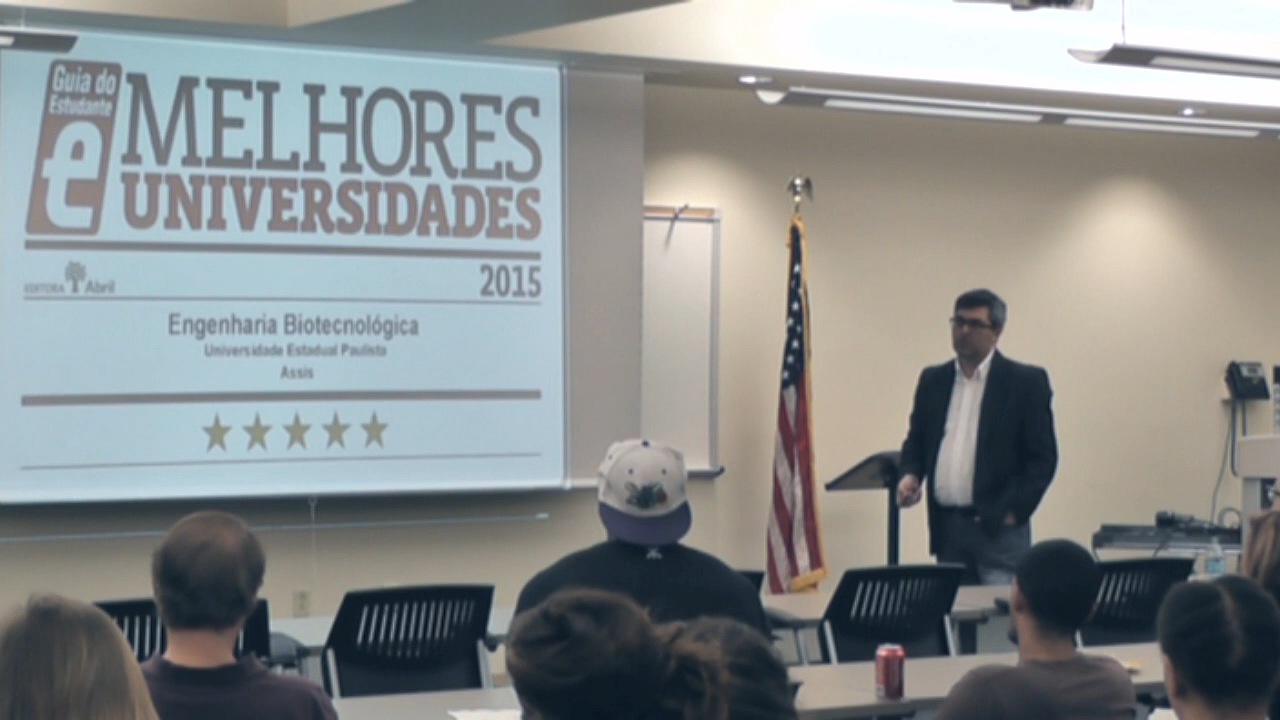 Guia do
Estudante
e
MELHORES
UNIVERSIDADES
2015
EDITORA Abril
Engenharia Biotecnológica
Universidade Estadual Paulista
Assis